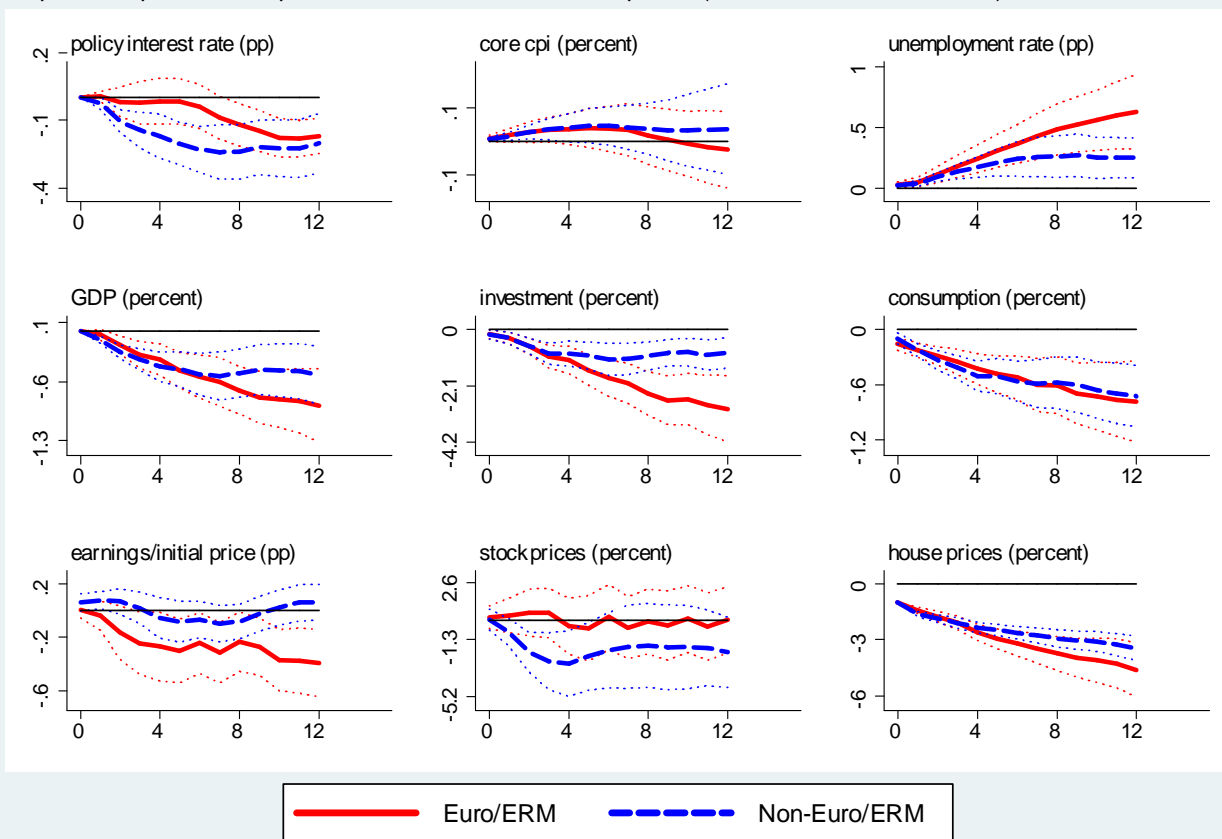 policy interest rate (pp)
.2
-.1
-.4
0 4 8 12
core cpi (percent)
.1
-.1
0 4 8 12
unemployment rate (pp)
1
.5
0
0 4 8 12
GDP (percent)
.1
-.6
-1.3
0 4 8 12
investment (percent)
0
-2.1
-4.2
0 4 8 12
consumption (percent)
0
-.6
-1.2
0 4 8 12
earnings/initial price (pp)
.2
-.2
-.6
0 4 8 12
stock prices (percent)
2.6
-1.3
-5.2
0 4 8 12
house prices (percent)
0
-3
-6
0 4 8 12
Euro/ERM Non-Euro/ERM